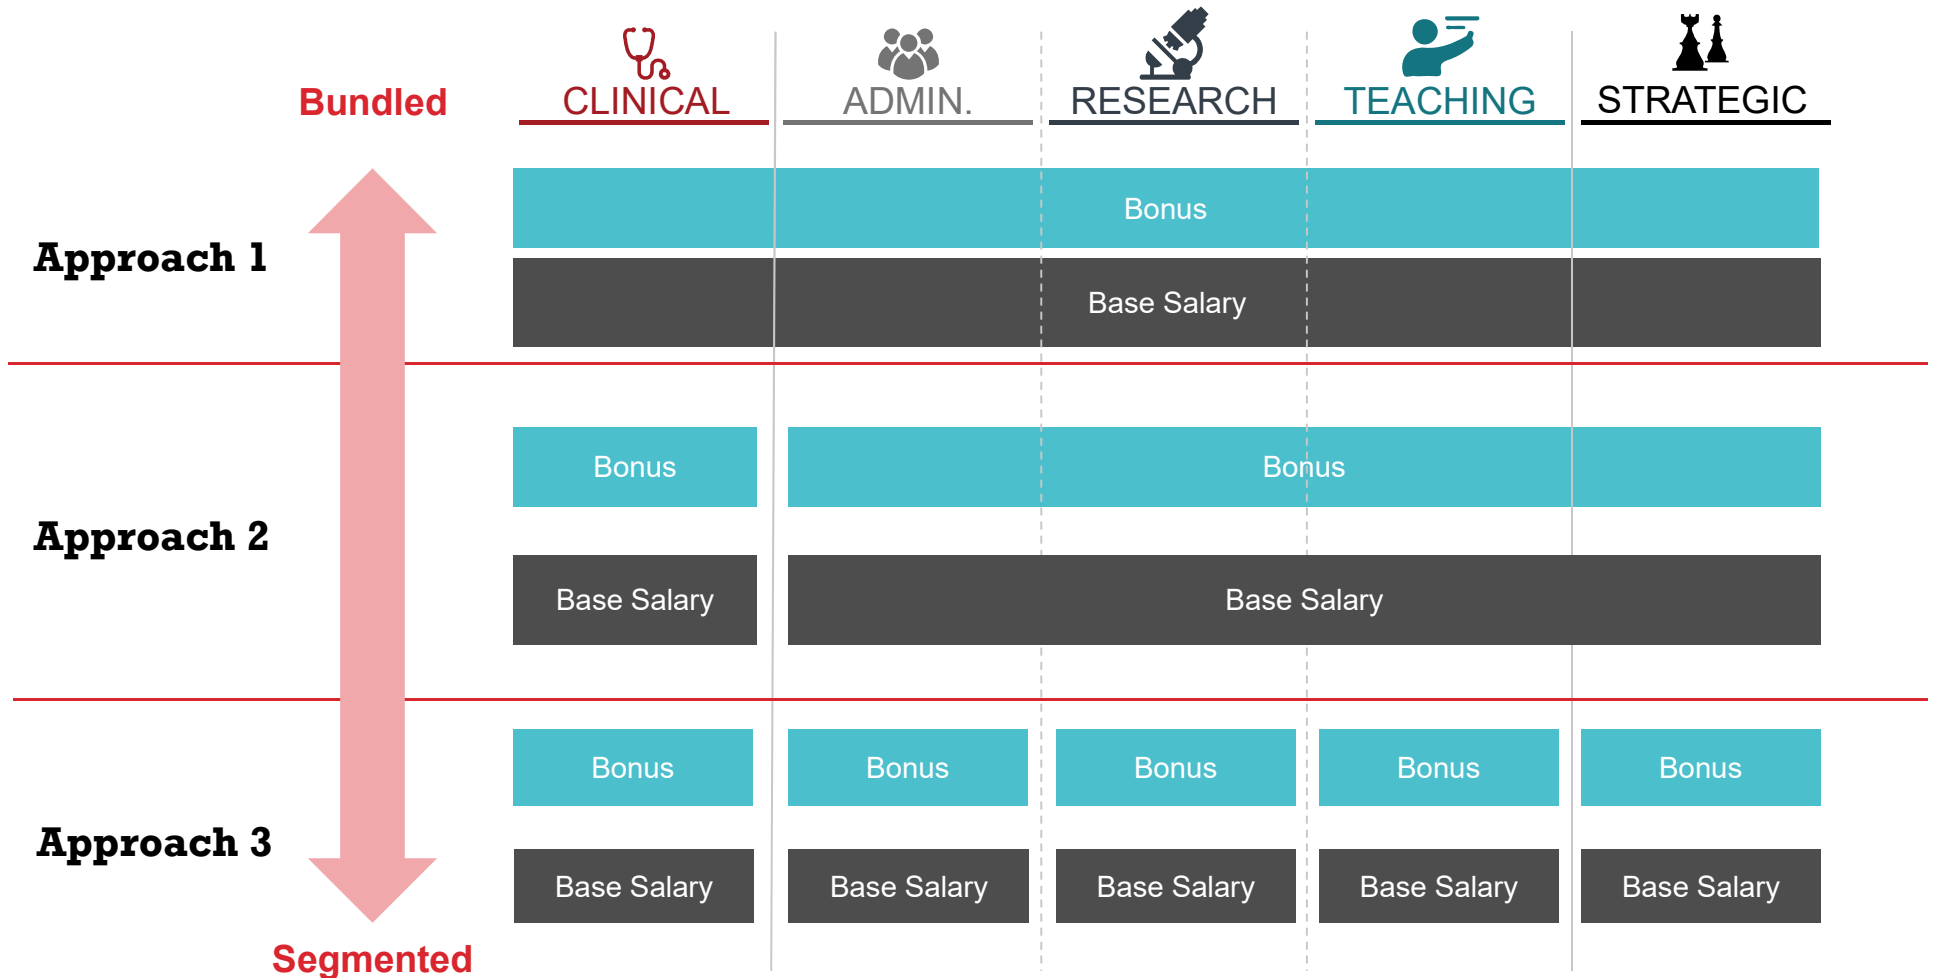 Bundled
CLINICAL
ADMIN.
RESEARCH
TEACHING
STRATEGIC
Approach 1
Bonus
Base Salary
Approach 2
Bonus
Bonus
Base Salary
Base Salary
Approach 3
Bonus
Bonus
Bonus
Bonus
Bonus
Base Salary
Base Salary
Base Salary
Base Salary
Base Salary
Segmented